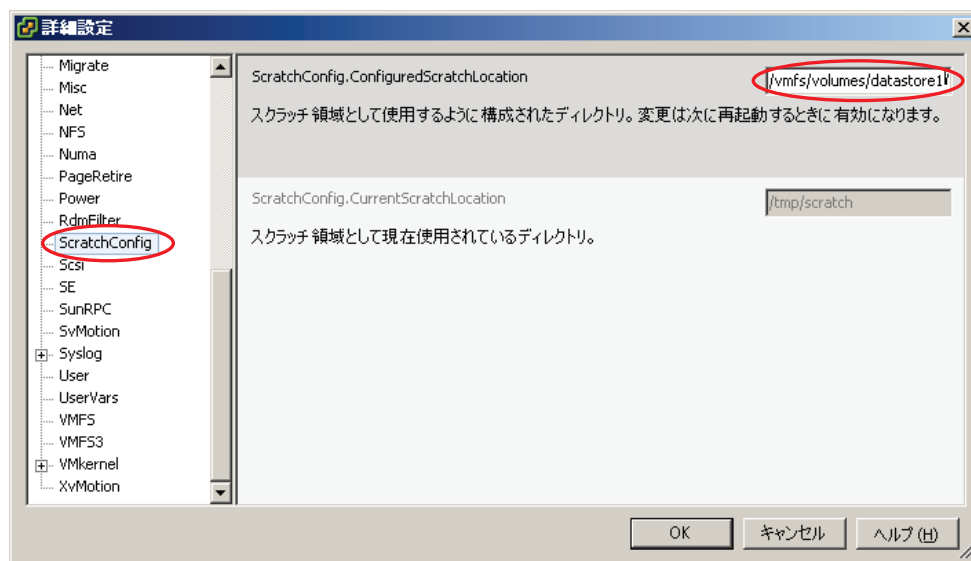 詳細設定
Migrate
Misc
Net
NFS
Numa
PageRetire
Power
RdmFilter
ScratchConfig
Scsi
SE
SunRPC
SvMotion
Syslog
User
UserVars
VMFS
VMFS3
VMkernel
XvMotion
ScratchConfig.ConfiguredScratchLocation
/vmfs/volumes/datastore1/
スクラッチ領域として使用するように構成されたディレクトリ。変更は次に再起動するときに有効になります。
ScratchConfig.CurrentScratchLocation
/tmp/scratch
スクラッチ領域として現在使用されているディレクトリ。
OK
キャンセル
ヘルプ(H)